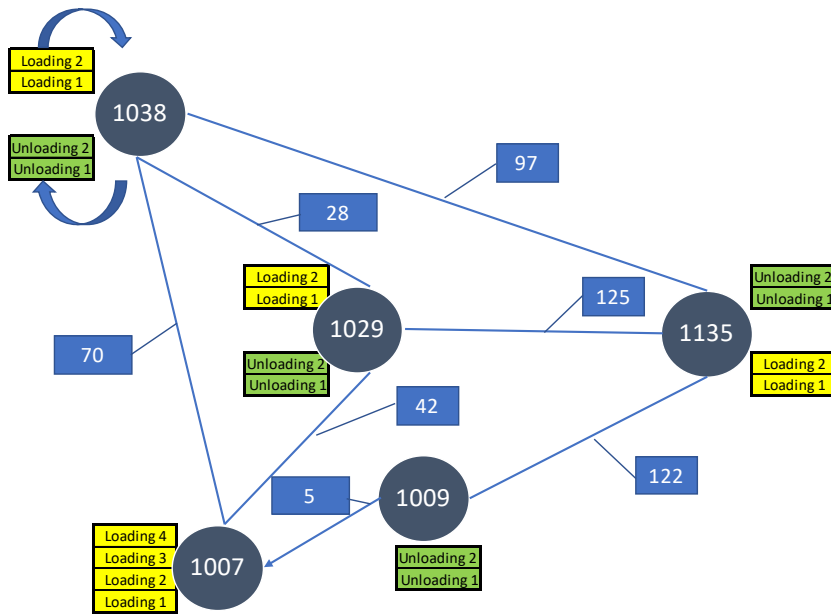 Loading 2
Loading 1
1038
Unloading 2
Unloading 1
97
28
Loading 2
Loading 1
1029
Unloading 2
Unloading 1
125
Unloading 2
Unloading 1
1135
Loading 2
Loading 1
70
42
122
5
1009
Unloading 2
Unloading 1
Loading 4
Loading 3
Loading 2
Loading 1
1007